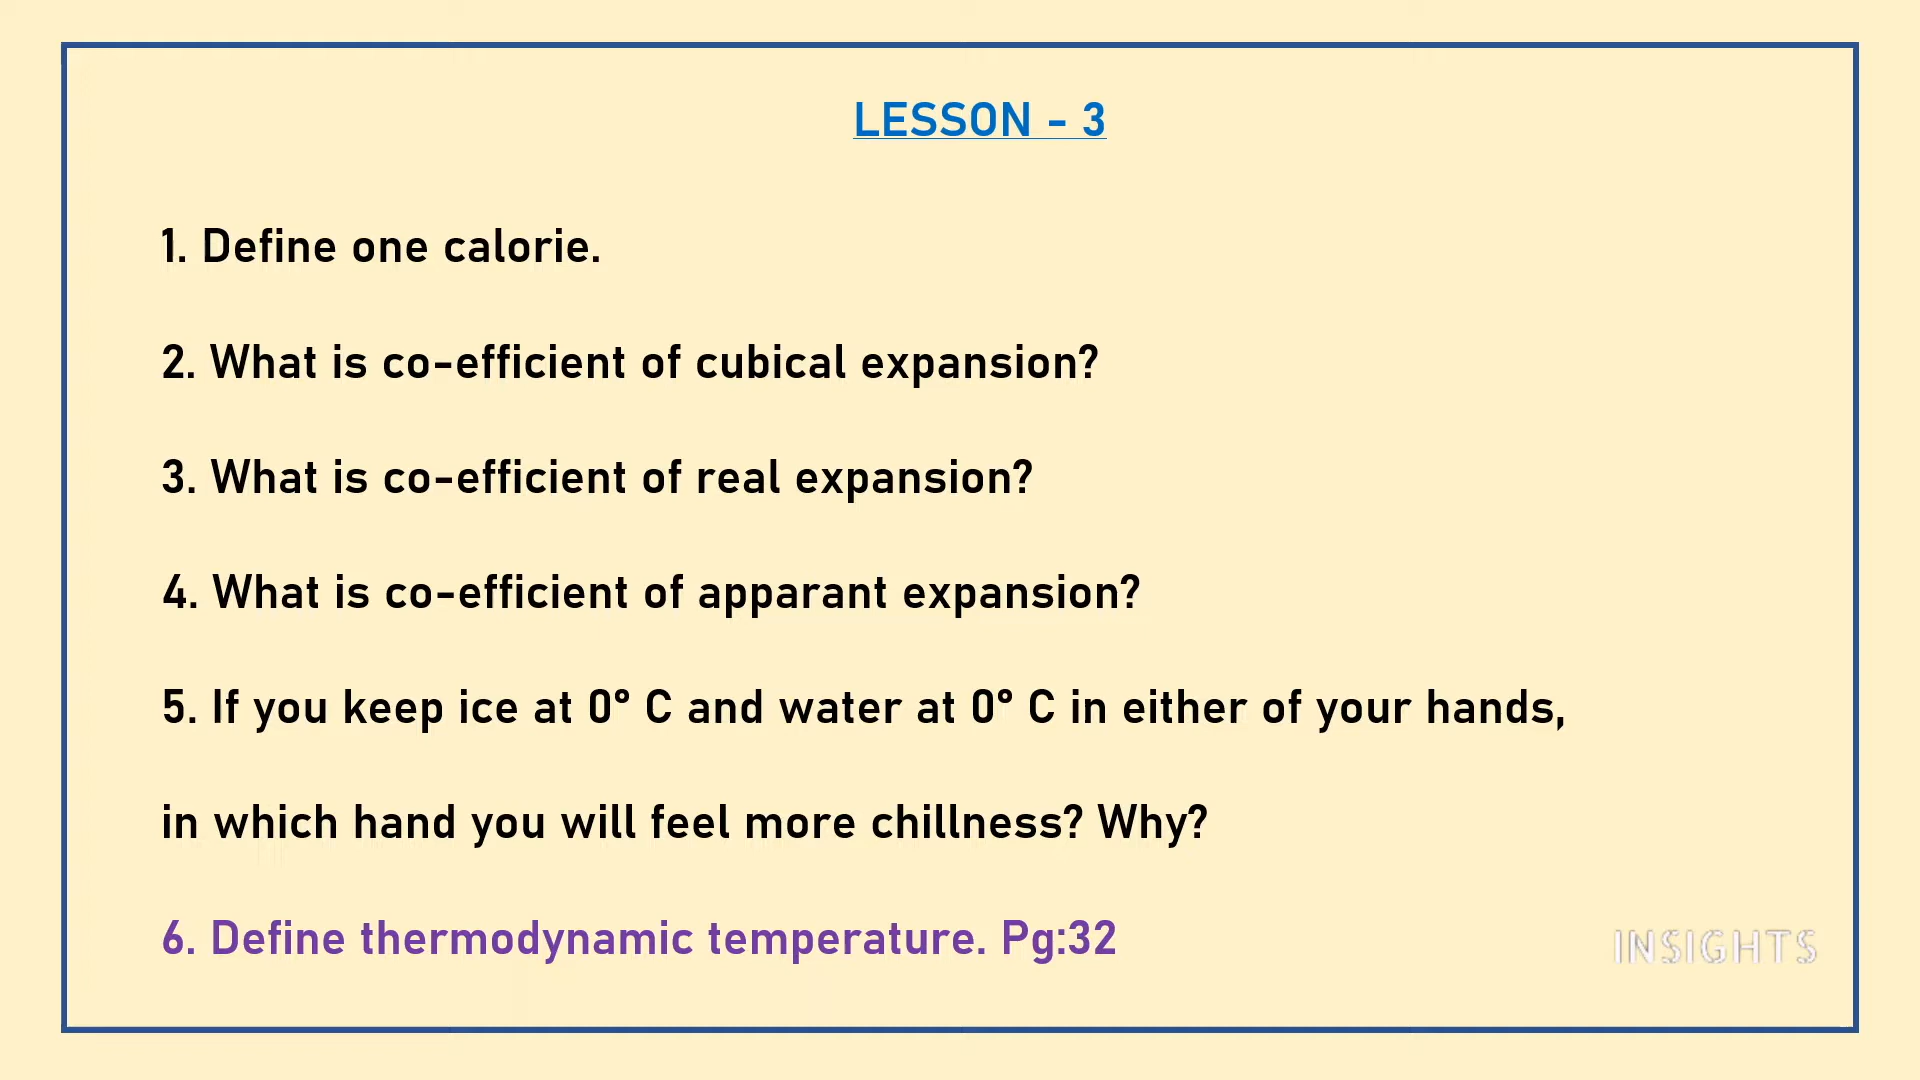 LESSON - 3
1. Define one calorie.
2. What is co-efficient of cubical expansion?
3. What is co-efficient of real expansion?
4. What is co-efficient of apparant expansion?
5. If you keep ice at 0° C and water at 0° C in either of your hands,
in which hand you will feel more chillness? Why?
6. Define thermodynamic temperature. Pg:32
INSIGHTS